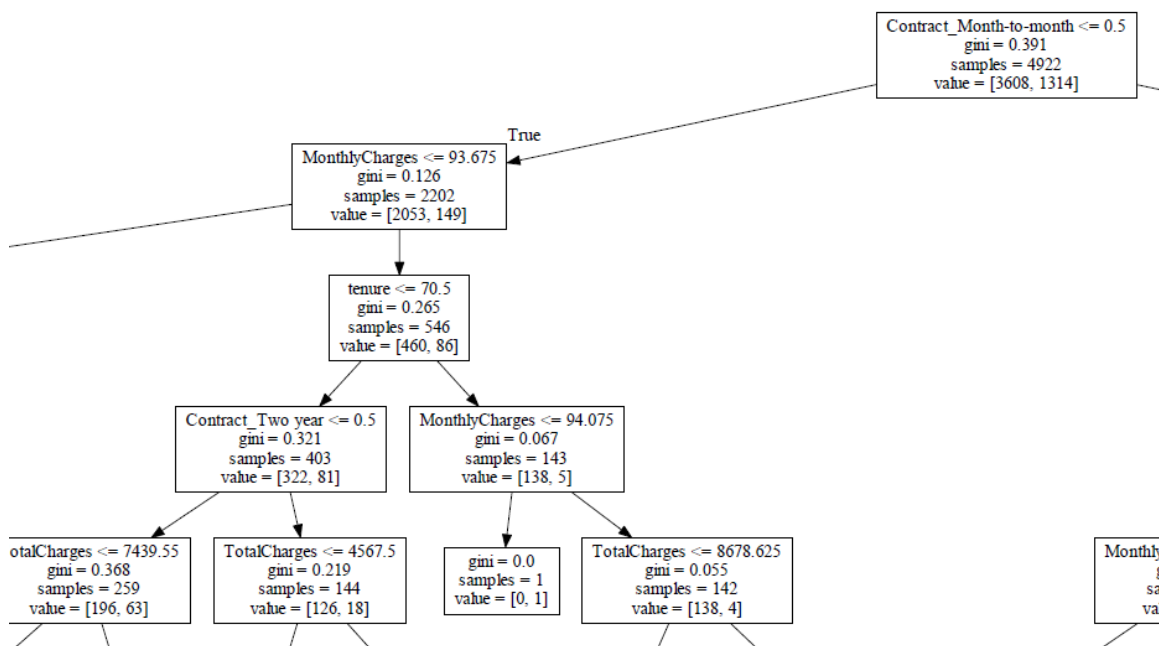 Contract_Month-to-month <= 0.5
gini = 0.391
samples = 4922
value = [3608, 1314]
True
MonthlyCharges <= 93.675
gini = 0.126
samples = 2202
value = [2053, 149]
tenure <= 70.5
gini = 0.265
samples = 546
value = [460, 86]
Contract_Two year <= 0.5
gini = 0.321
samples = 403
value = [322, 81]
MonthlyCharges <= 94.075
gini = 0.067
samples = 143
value = [138, 5]
otalCharges <= 7439.55
gini = 0.368
samples = 259
value = [196, 63]
TotalCharges <= 4567.5
gini = 0.219
samples = 144
value = [126, 18]
gini = 0.0
samples = 1
value = [0, 1]
TotalCharges <= 8678.625
gini = 0.055
samples = 142
value = [138, 4]
Monthly
g
sa
va